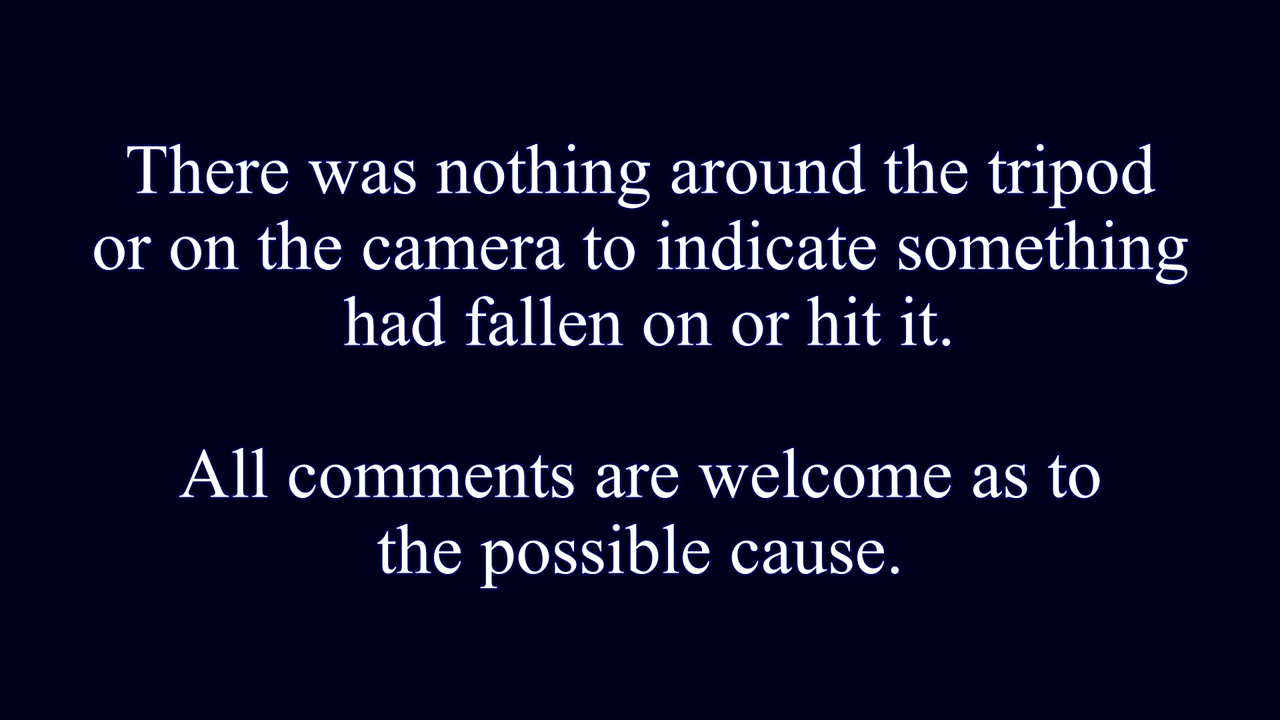 There was nothing around the tripod
or on the camera to indicate something
had fallen on or hit it.
All comments are welcome as to
the possible cause.